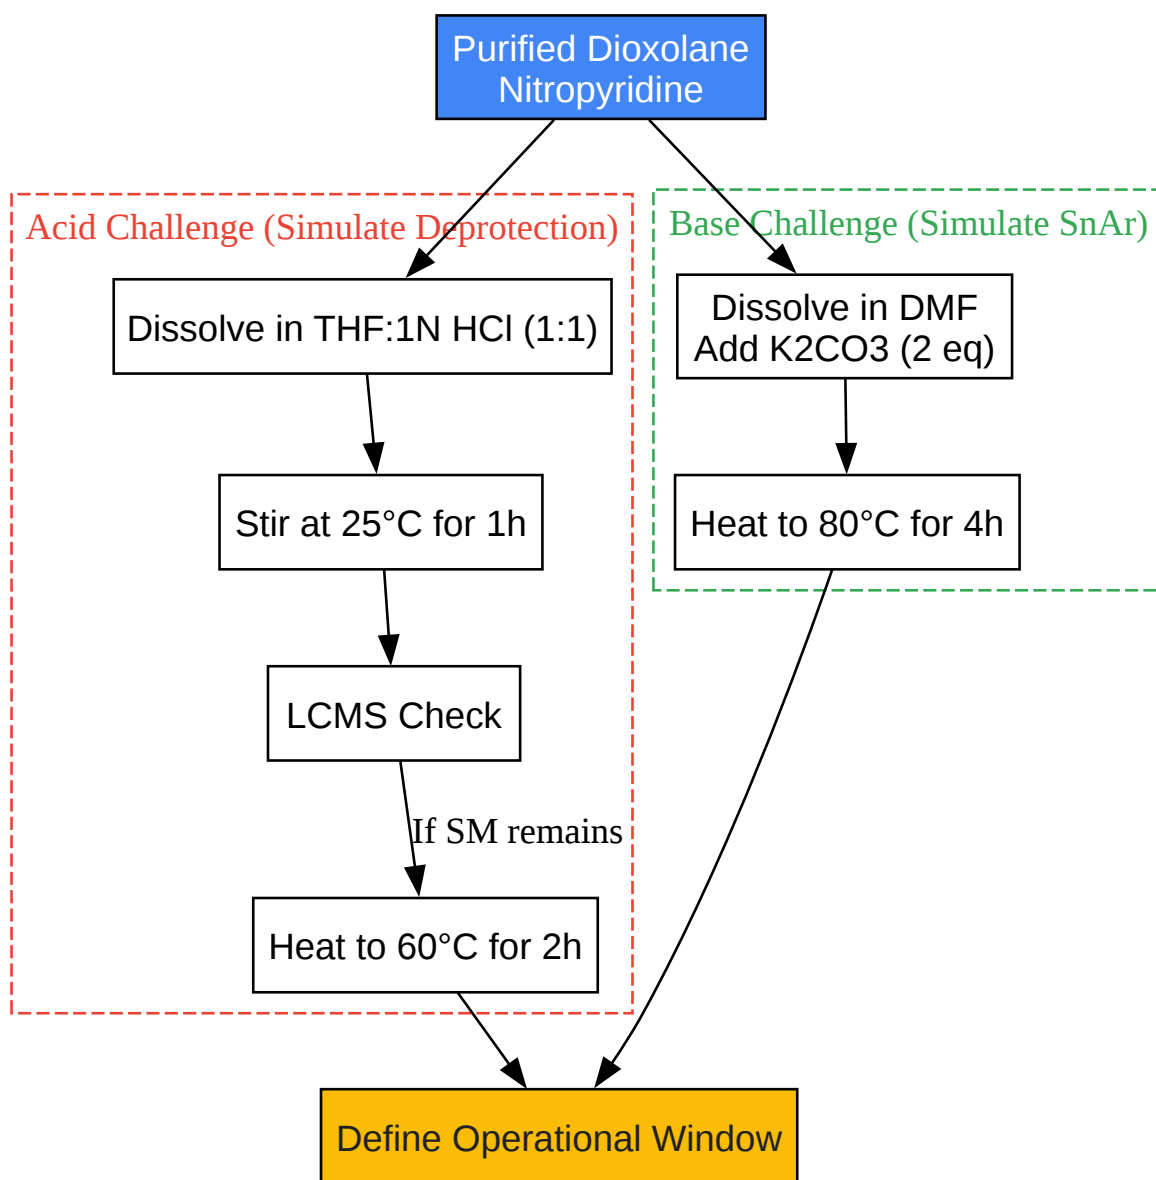 Purified Dioxolane
Nitropyridine
Acid Challenge (Simulate Deprotection)
Base Challenge (Simulate SnAr)
Dissolve in THF:1N HCl (1:1)
Dissolve in DMF
Add K2CO3 (2 eq)
Stir at 25°C for 1h
Heat to 80°C for 4h
LCMS Check
If SM remains
Heat to 60°C for 2h
Define Operational Window